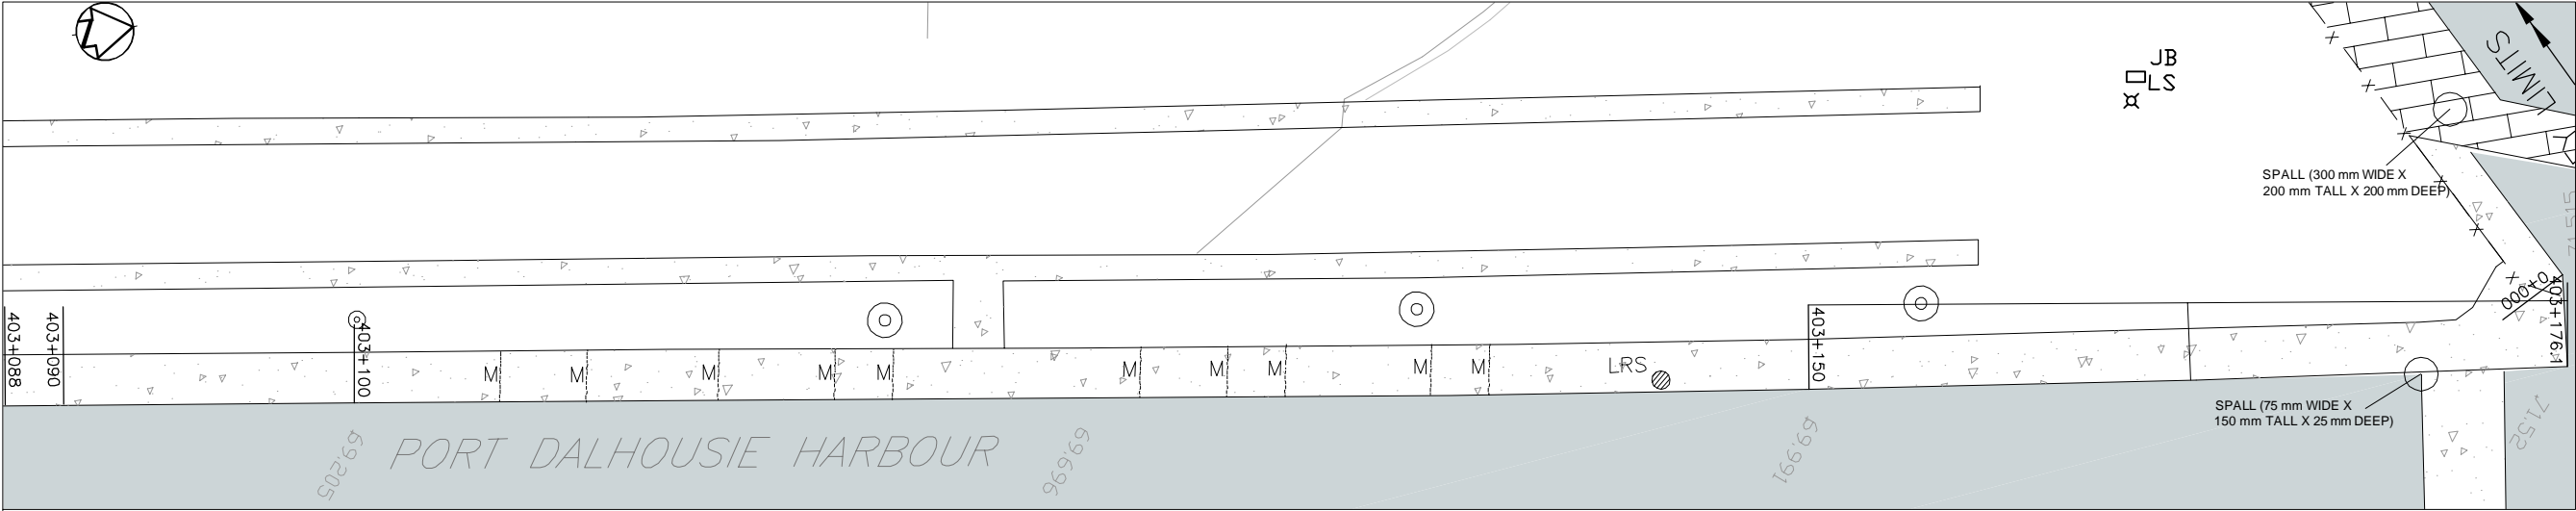 JB
LS
LIMITS
SPALL (300 mm WIDE X
200 mm TALL X 200 mm DEEP)
403+088
403+090
403+100
403+150
0+000
403+176.1
M
M
M
M
M
M
M
M
M
M
LRS
SPALL (75 mm WIDE X
150 mm TALL X 25 mm DEEP)
PORT DALHOUSIE HARBOUR
69.205
69.696
69.991
71.52